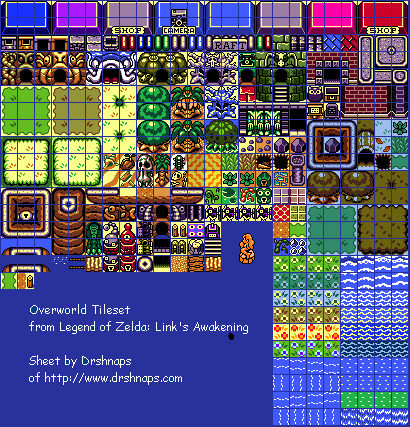 SHOP CAMERA SHOP
RAFT
Overworld Tileset
from Legend of Zelda: Link's Awakening
Sheet by Drshnaps
of http://www.drshnaps.com